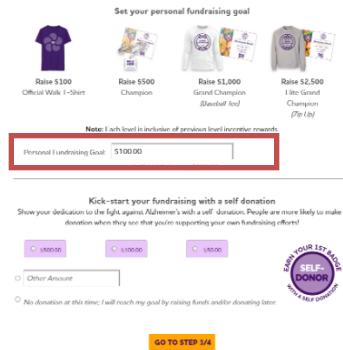 Set your personal fundraising goal
Raise $100 Raise $500 Raise $1,000 Raise $2,500
Official Walk T-Shirt Champion Grand Champion Elite Grand
(Baseball Tee) Champion
(Zip Up)
Note: Each level is inclusive of previous level incentive rewards
Personal Fundraising Goal: $100.00
Kick-start your fundraising with a self donation
Show your dedication to the fight against Alzheimer's with a self donation. People are more likely to make
donation when they see that you're supporting your own fundraising efforts!
$100.00
EARN YOUR 1ST BADGE
SELF-
DONOR
WITH A SELF DONATION
Other Amount
No donation at this time; I will reach my goal by raising funds and/or donating later.
GO TO STEP 3/4